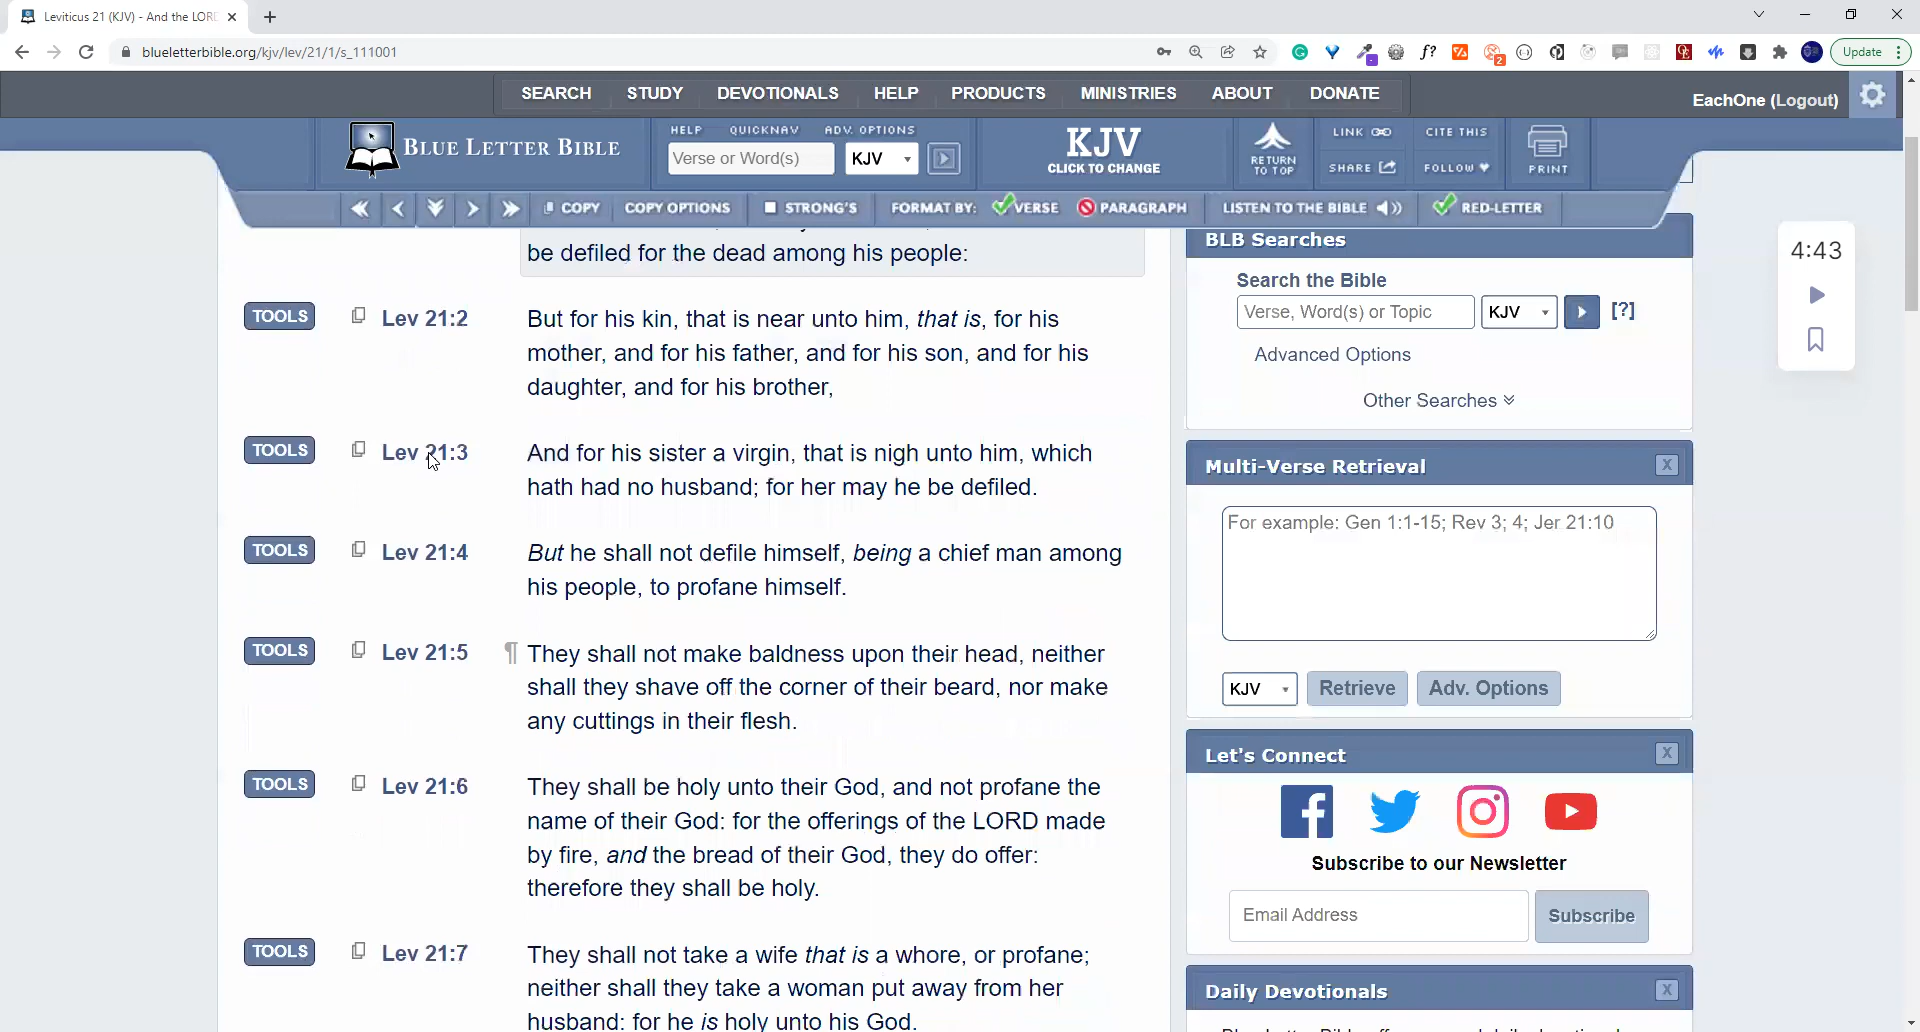 Leviticus 21 (KJV) - And the LOR
blueletterbible.org/kjv/lev/21/1/s_111001
f?
2
Update
SEARCH STUDY DEVOTIONALS HELP PRODUCTS MINISTRIES ABOUT DONATE
EachOne (Logout)
BLUE LETTER BIBLE
HELP QUICKNAV ADV. OPTIONS
Verse or Word(s) KJV
KJV
CLICK TO CHANGE
RETURN
TO TOP
LINK CITE THIS
SHARE FOLLOW
PRINT
COPY COPY OPTIONS STRONG'S FORMAT BY: VERSE PARAGRAPH LISTEN TO THE BIBLE RED-LETTER
be defiled for the dead among his people:
TOOLS Lev 21:2 But for his kin, that is near unto him, that is, for his
mother, and for his father, and for his son, and for his
daughter, and for his brother,
TOOLS Lev 21:3 And for his sister a virgin, that is nigh unto him, which
hath had no husband; for her may he be defiled.
TOOLS Lev 21:4 But he shall not defile himself, being a chief man among
his people, to profane himself.
TOOLS Lev 21:5 ¶ They shall not make baldness upon their head, neither
shall they shave off the corner of their beard, nor make
any cuttings in their flesh.
TOOLS Lev 21:6 They shall be holy unto their God, and not profane the
name of their God: for the offerings of the LORD made
by fire, and the bread of their God, they do offer:
therefore they shall be holy.
TOOLS Lev 21:7 They shall not take a wife that is a whore, or profane;
neither shall they take a woman put away from her
husband: for he is holy unto his God.
BLB Searches
Search the Bible
Verse, Word(s) or Topic KJV [?]
Advanced Options
Other Searches
Multi-Verse Retrieval X
For example: Gen 1:1-15; Rev 3; 4; Jer 21:10
KJV Retrieve Adv. Options
Let's Connect X
Subscribe to our Newsletter
Email Address Subscribe
Daily Devotionals X
4:43